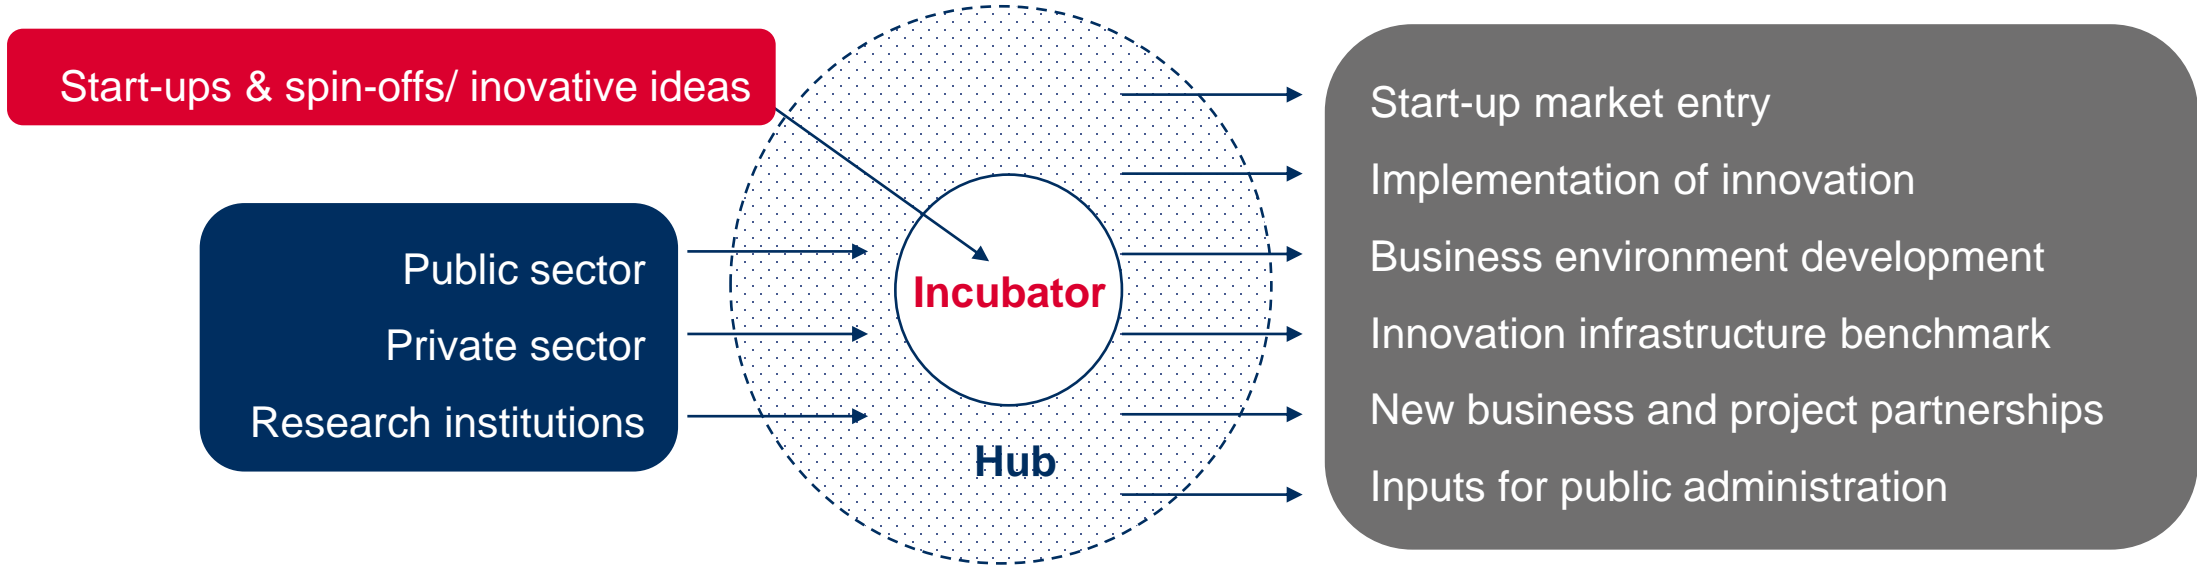 Start-ups & spin-offs/ inovative ideas
Public sector
Private sector
Research institutions
Incubator
Hub
Start-up market entry
Implementation of innovation
Business environment development
Innovation infrastructure benchmark
New business and project partnerships
Inputs for public administration